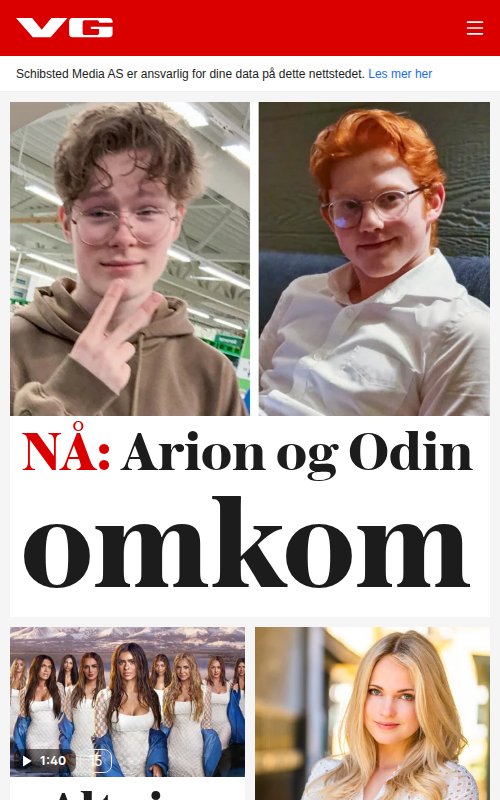 VG
Schibsted Media AS er ansvarlig for dine data på dette nettstedet. Les mer her
NÅ: Arion og Odin
omkom
1:40
15